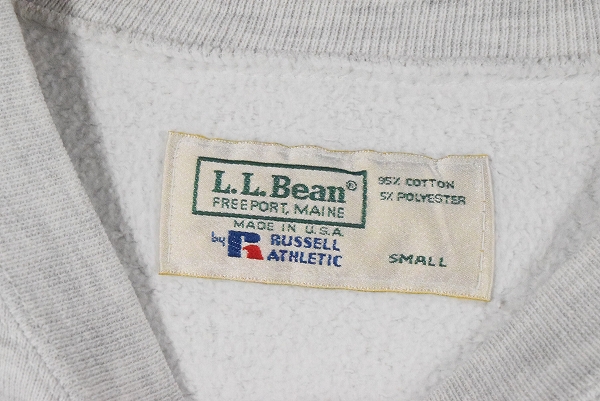 L.L.Bean®
FREEPORT, MAINE
MADE IN U.S.A.
by R RUSSELL
ATHLETIC
95% COTTON
5% POLYESTER
SMALL